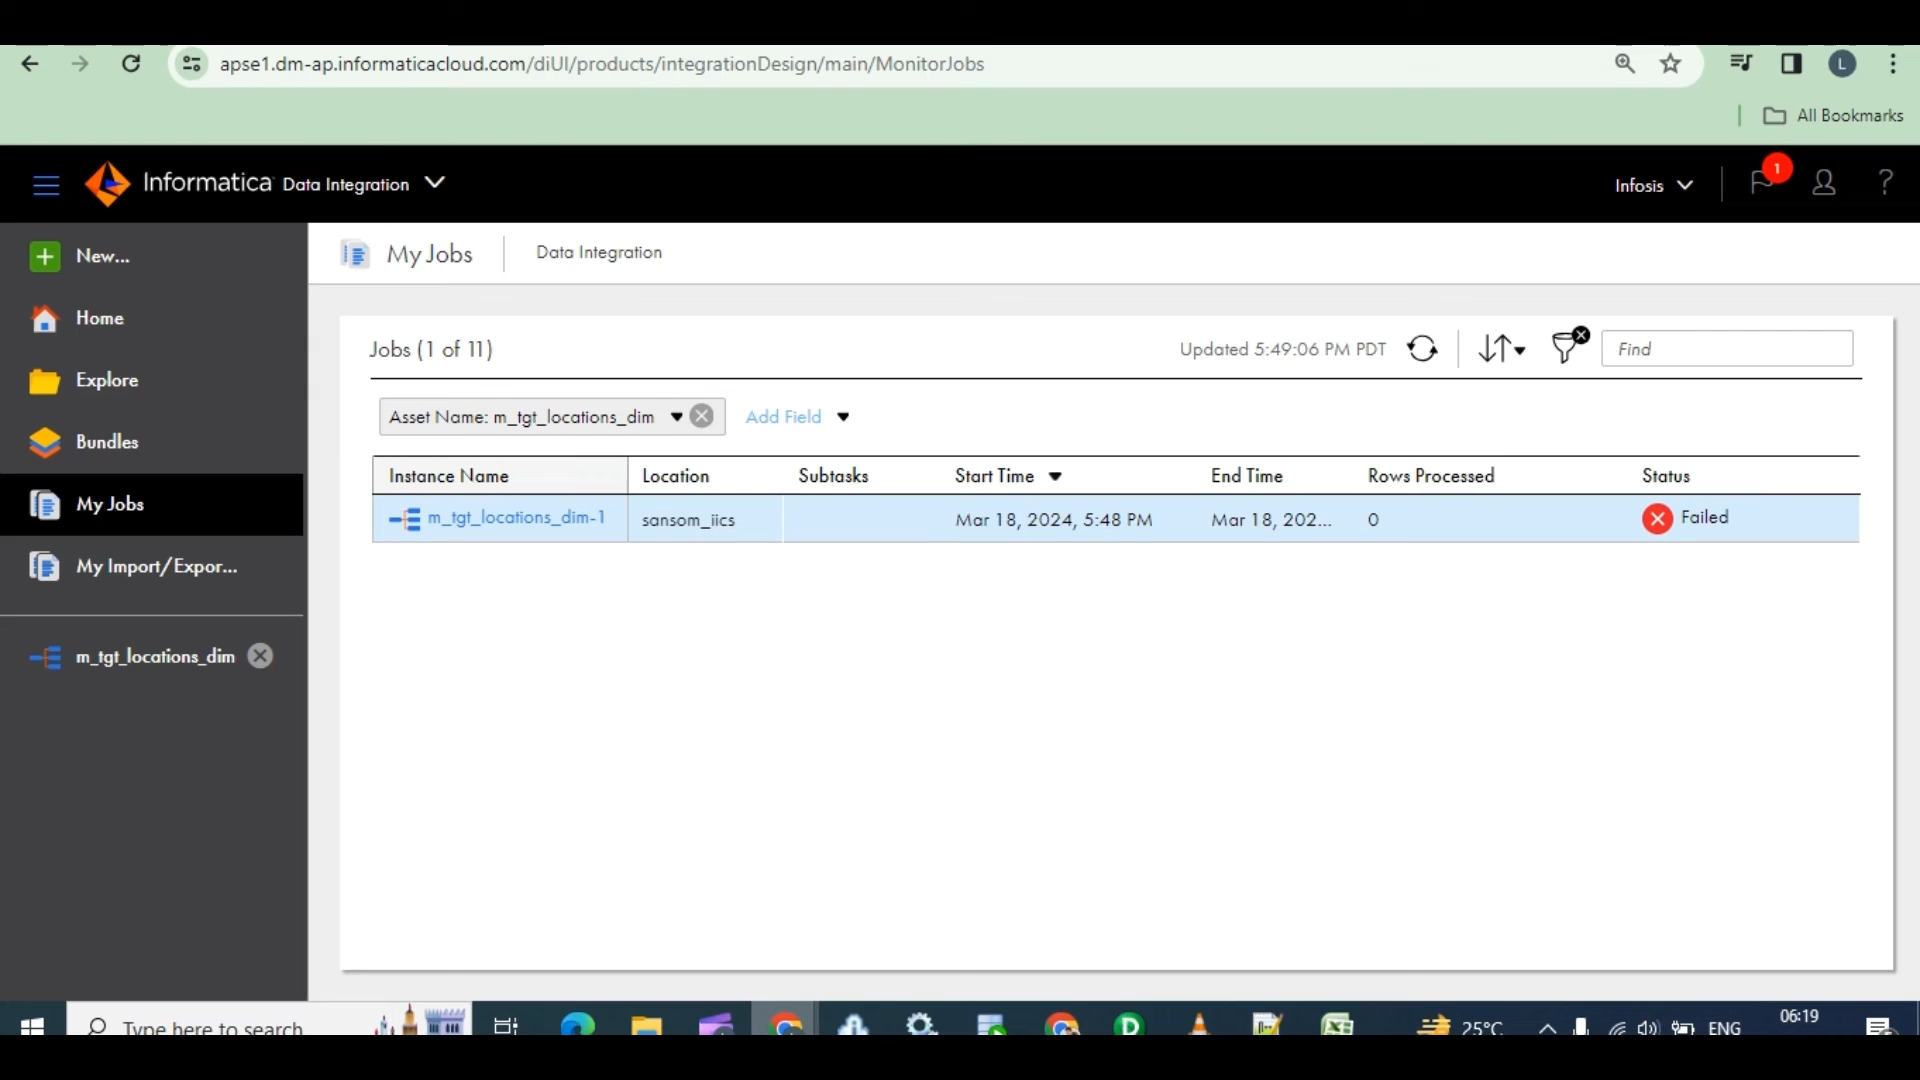 apse1.dm-ap.informaticacloud.com/diUI/products/integrationDesign/main/MonitorJobs
L
All Bookmarks
Informatica Data Integration
Infosis
1
?
New...
My Jobs
Data Integration
Home
Jobs (1 of 11)
Updated 5:49:06 PM PDT
Find
Explore
Asset Name: m_tgt_locations_dim
Add Field
Bundles
Instance Name Location Subtasks Start Time End Time Rows Processed Status
My Jobs
m_tgt_locations_dim-1 sansom_iics Mar 18, 2024, 5:48 PM Mar 18, 202... 0 Failed
My Import/Expor...
m_tgt_locations_dim
Type here to search
25°C
ENG
06:19